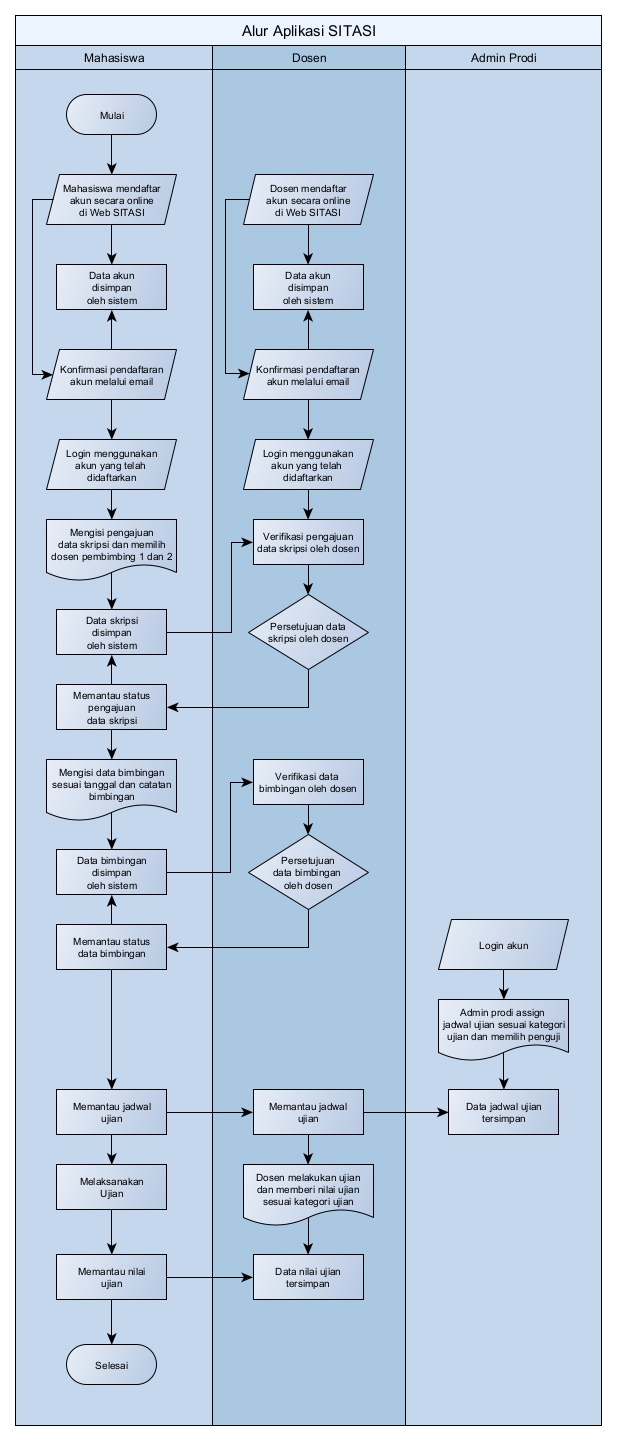 Alur Aplikasi SITASI
Mahasiswa
Dosen
Admin Prodi
Mulai
Mahasiswa mendaftar
akun secara online
di Web SITASI
Data akun
disimpan
oleh sistem
Konfirmasi pendaftaran
akun melalui email
Login menggunakan
akun yang telah
didaftarkan
Mengisi pengajuan
data skripsi dan memilih
dosen pembimbing 1 dan 2
Data skripsi
disimpan
oleh sistem
Memantau status
pengajuan
data skripsi
Mengisi data bimbingan
sesuai tanggal dan catatan
bimbingan
Data bimbingan
disimpan
oleh sistem
Memantau status
data bimbingan
Memantau jadwal
ujian
Melaksanakan
Ujian
Memantau nilai
ujian
Selesai
Dosen mendaftar
akun secara online
di Web SITASI
Data akun
disimpan
oleh sistem
Konfirmasi pendaftaran
akun melalui email
Login menggunakan
akun yang telah
didaftarkan
Verifikasi pengajuan
data skripsi oleh dosen
Persetujuan data
skripsi oleh dosen
Verifikasi data
bimbingan oleh dosen
Persetujuan
data bimbingan
oleh dosen
Memantau jadwal
ujian
Dosen melakukan ujian
dan memberi nilai ujian
sesuai kategori ujian
Data nilai ujian
tersimpan
Login akun
Admin prodi assign
jadwal ujian sesuai kategori
ujian dan memilih penguji
Data jadwal ujian
tersimpan